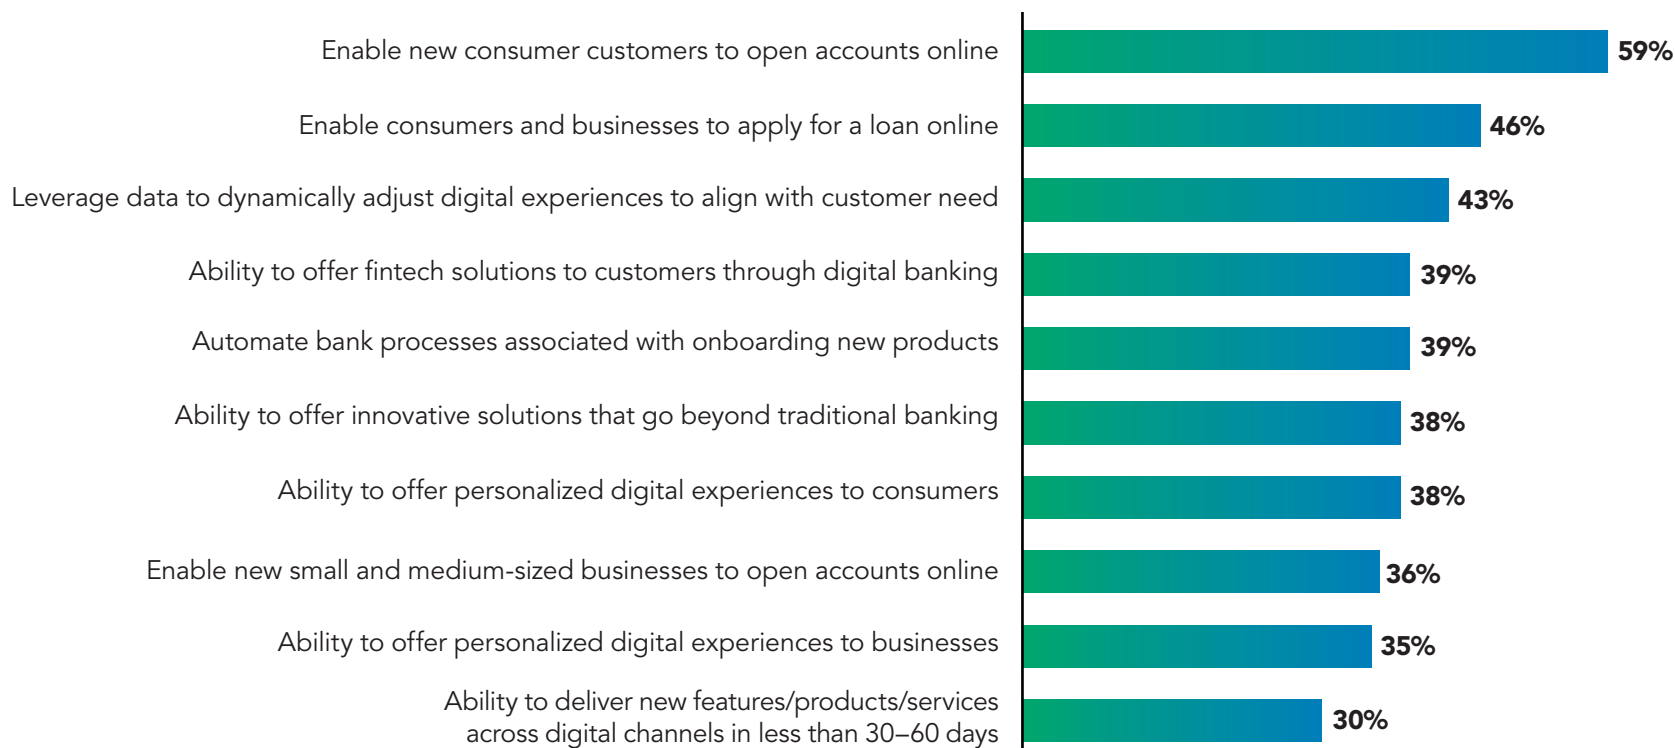 Enable new consumer customers to open accounts online 59%
Enable consumers and businesses to apply for a loan online 46%
Leverage data to dynamically adjust digital experiences to align with customer need 43%
Ability to offer fintech solutions to customers through digital banking 39%
Automate bank processes associated with onboarding new products 39%
Ability to offer innovative solutions that go beyond traditional banking 38%
Ability to offer personalized digital experiences to consumers 38%
Enable new small and medium-sized businesses to open accounts online 36%
Ability to offer personalized digital experiences to businesses 35%
Ability to deliver new features/products/services
across digital channels in less than 30–60 days 30%